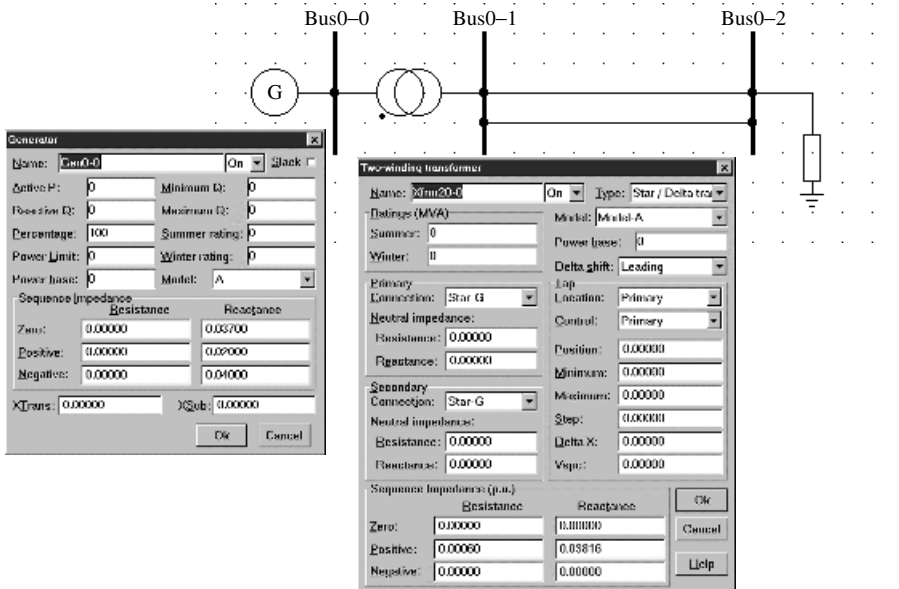 Bus0–0 Bus0–1 Bus0–2
G
Generator
Name: Gen0-0 On Slack
Active P: 0 Minimum Q: 0
Reactive Q: 0 Maximum Q: 0
Percentage: 100 Summer rating: 0
Power Limit: 0 Winter rating: 0
Power base: 0 Model: A
Sequence Impedance
Resistance Reactance
Zero: 0.00000 0.03700
Positive: 0.00000 0.02000
Negative: 0.00000 0.04000
XTrans: 0.00000 XSub: 0.00000
Ok Cancel
Two-winding transformer
Name: On Type: Star / Delta tra
Ratings (MVA)
Summer: 0
Winter: 0
Model: Model-A
Power base: 0
Delta shift: Leading
Primary
Connection: Star-G
Neutral impedance:
Resistance: 0.00000
Reactance: 0.00000
Secondary
Connection: Star-G
Neutral impedance:
Resistance: 0.00000
Reactance: 0.00000
Tap
Location: Primary
Control: Primary
Position: 0.00000
Minimum: 0.00000
Maximum: 0.00000
Step: 0.00000
Delta X: 0.00000
Vspc: 0.00000
Sequence Impedance (p.u.)
Resistance Reactance
Zero: 0.00000 0.00000
Positive: 0.00060 0.03816
Negative: 0.00000 0.00000
Ok
Cancel
Help